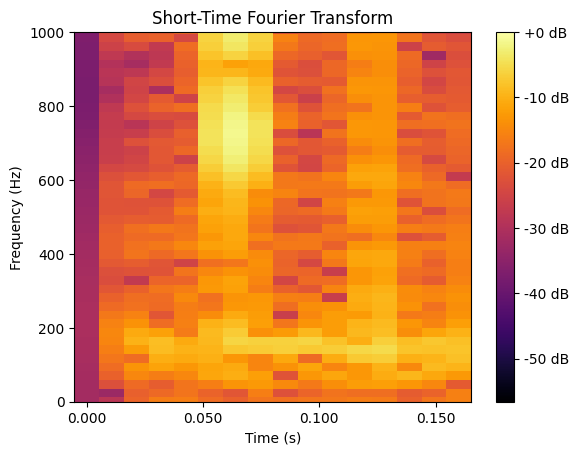 Short-Time Fourier Transform
Frequency (Hz)
1000
800
600
400
200
0
0.000
0.050
0.100
0.150
Time (s)
+0 dB
-10 dB
-20 dB
-30 dB
-40 dB
-50 dB